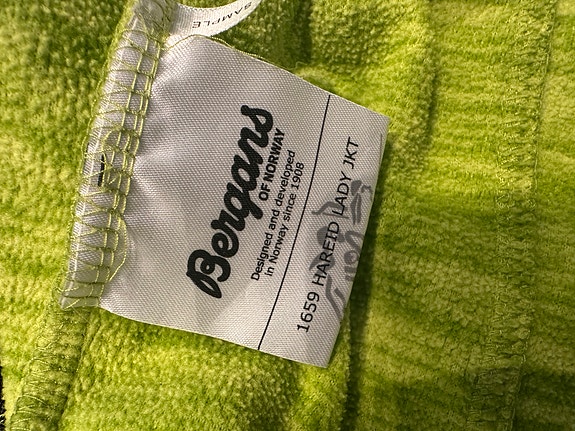 SAMPLE
Bergans
OF NORWAY
Designed and developed
in Norway since 1908
1659 HAREID LADY JKT